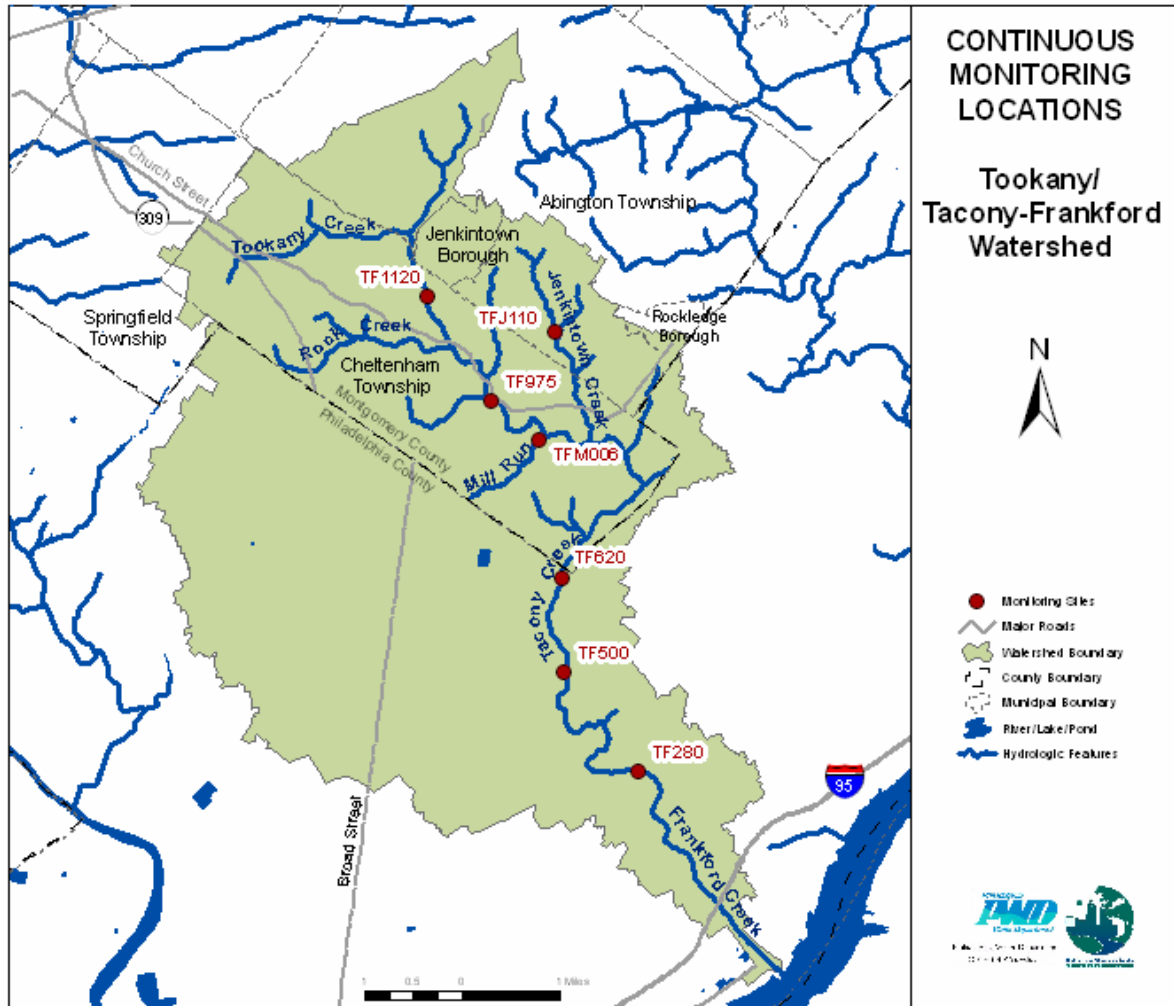 CONTINUOUS
MONITORING
LOCATIONS
Tookany/
Tacony-Frankford
Watershed
N
Monitoring Sites
Major Roads
Watershed Boundary
County Boundary
Municipal Boundary
River/Lake/Pond
Hydrologic Features
PWD
Church Street
309
Abington Township
Tookany Creek
Jenkintown
Borough
TF1120
Springfield
Township
TFJ110
Jenkintown Creek
Rockledge
Borough
Rock Creek
Cheltenham
Township
TF975
Montgomery County
Philadelphia County
TFM006
Mill Run
TF620
Tacony Creek
TF500
TF280
95
Broad Street
Frankford Creek
1 0.5 0 1 Miles